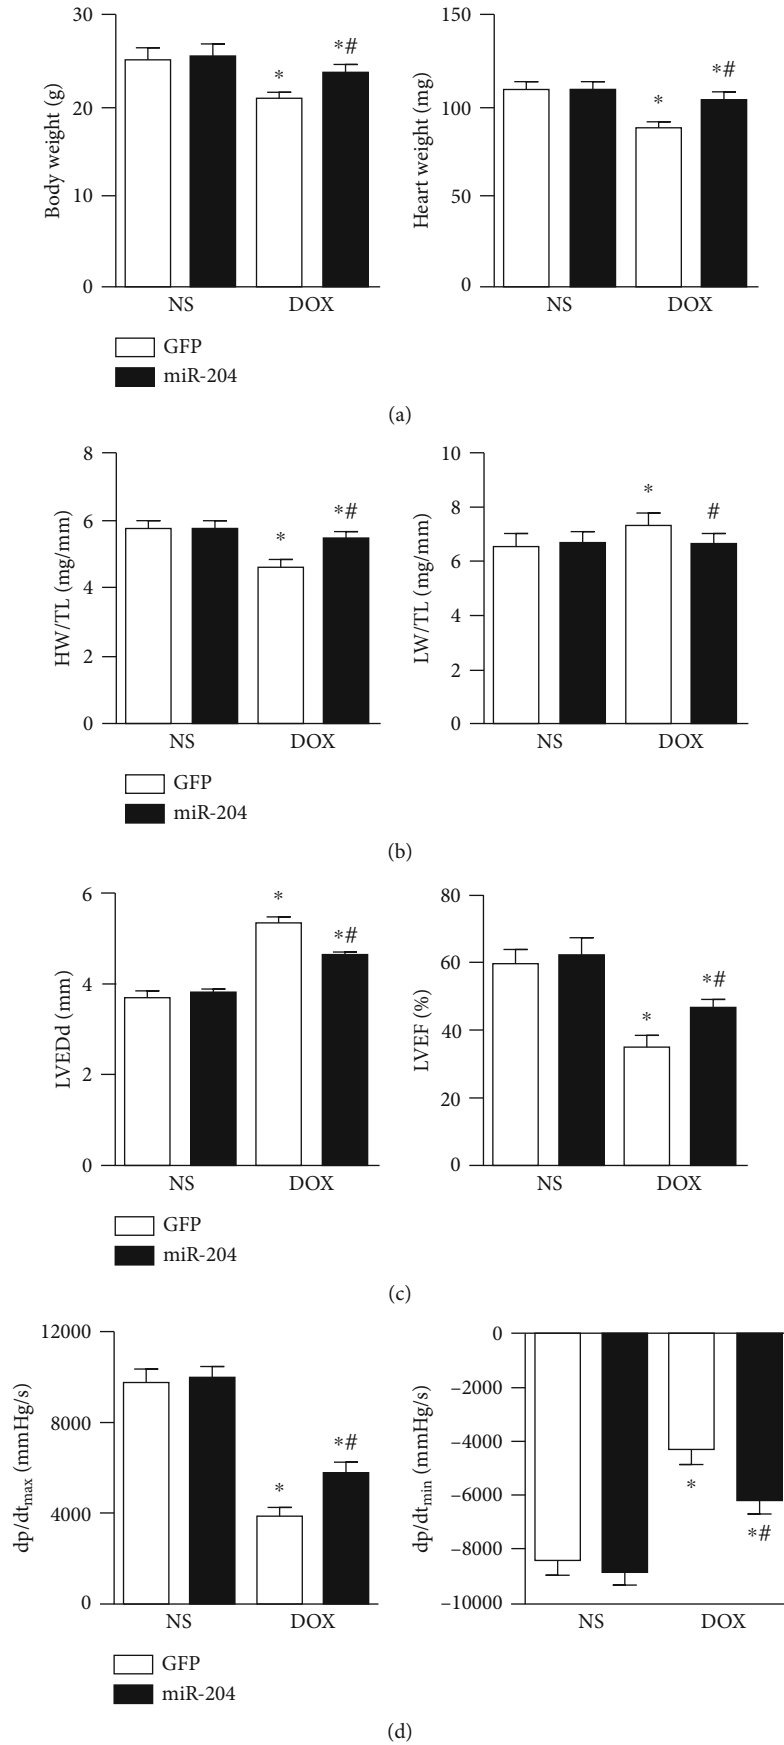 30
20
10
0
Body weight (g)
*
*#
NS
DOX
150
100
50
0
Heart weight (mg)
*
*#
NS
DOX
GFP
miR-204
(a)
8
6
4
2
0
HW/TL (mg/mm)
*
*#
NS
DOX
10
8
6
4
2
0
LW/TL (mg/mm)
*
#
NS
DOX
GFP
miR-204
(b)
6
4
2
0
LVEDd (mm)
*
*#
NS
DOX
80
60
40
20
0
LVEF (%)
*
*#
NS
DOX
GFP
miR-204
(c)
12000
8000
4000
0
dp/dtmax (mmHg/s)
*
*#
NS
DOX
0
–2000
–4000
–6000
–8000
–10000
dp/dtmin (mmHg/s)
*
*#
NS
DOX
GFP
miR-204
(d)